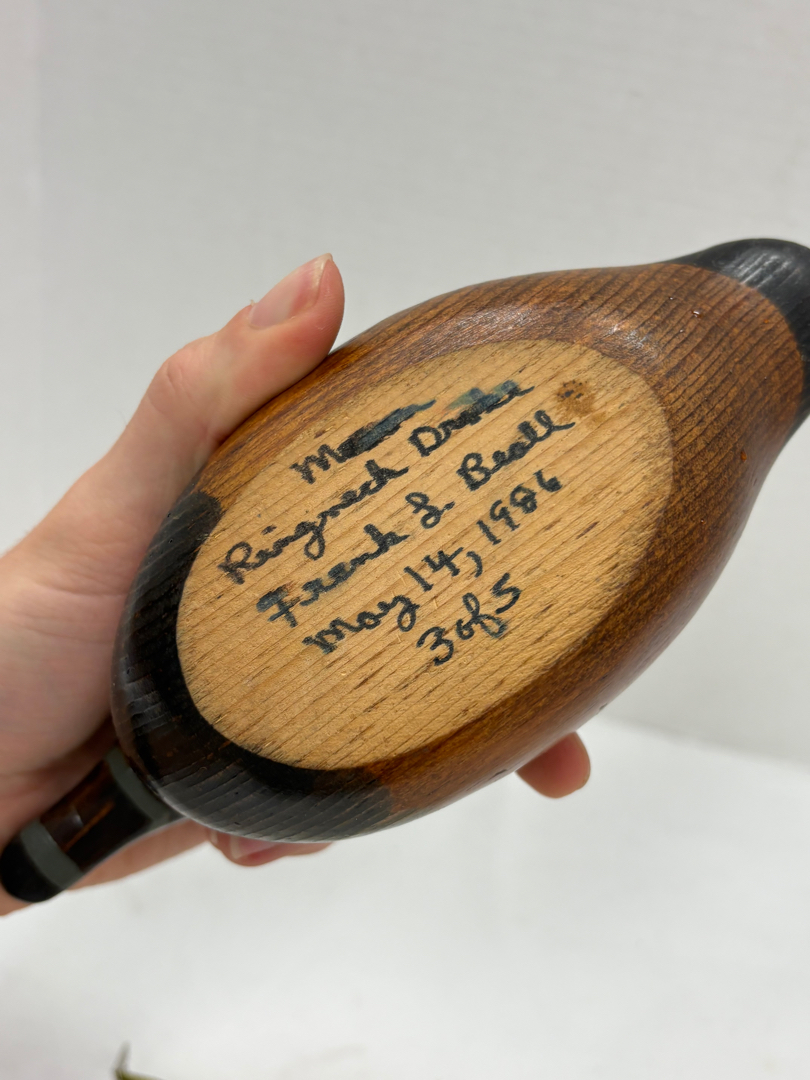 Ringneck Drake
Frank L. Beall
May 14, 1986
3 of 5